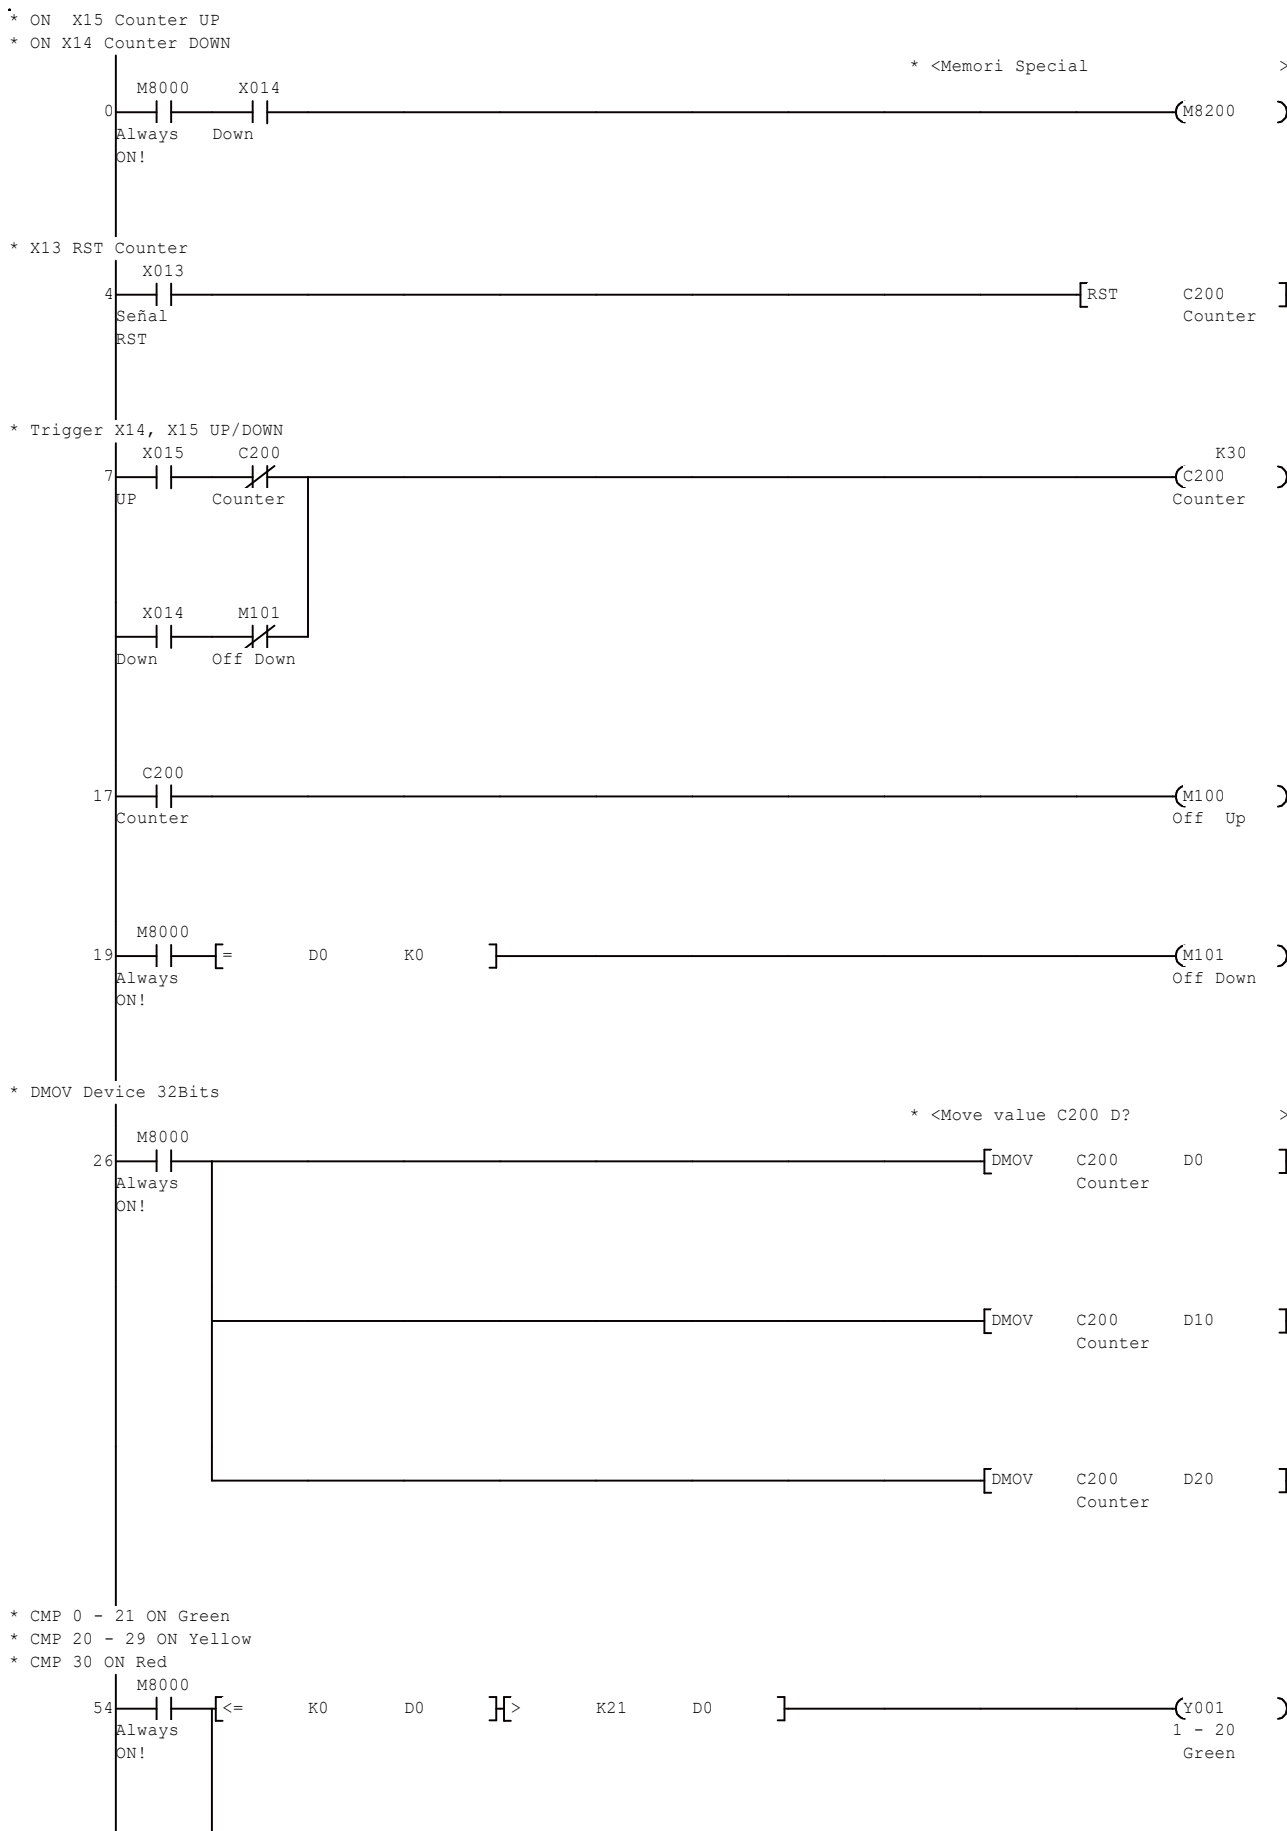 * ON  X15 Counter UP
* ON X14 Counter DOWN
* <Memori Special >
M8000 X014
0 M8200
Always Down
ON!
* X13 RST Counter
X013
4 RST C200
Señal Counter
RST
* Trigger X14, X15 UP/DOWN
X015 C200 K30
7 C200
UP Counter Counter
X014 M101
Down Off Down
C200
17 M100
Counter Off  Up
M8000
19 = D0 K0 M101
Always Off Down
ON!
* DMOV Device 32Bits
* <Move value C200 D? >
M8000
26 DMOV C200 D0
Always Counter
ON!
DMOV C200 D10
Counter
DMOV C200 D20
Counter
* CMP 0 - 21 ON Green
* CMP 20 - 29 ON Yellow
* CMP 30 ON Red
M8000
54 <= K0 D0 > K21 D0 Y001
Always 1 - 20
ON! Green